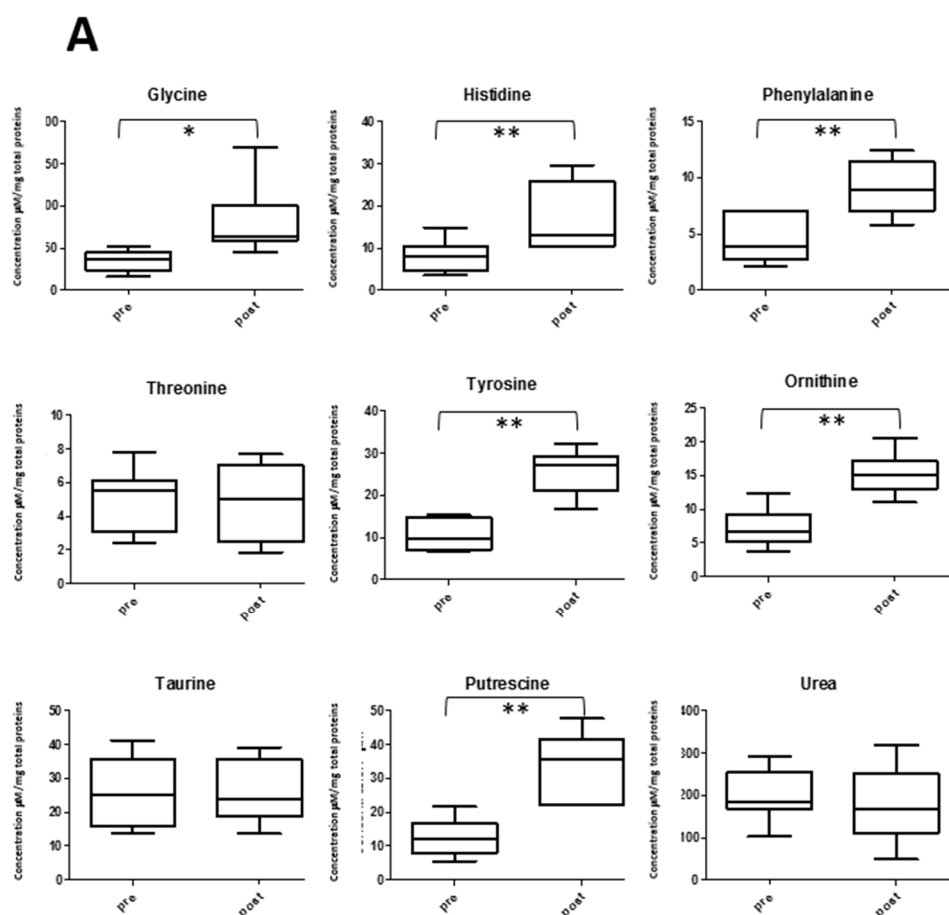 A
Glycine
Concentration µM/mg total proteins
00
50
00
50
0
*
pre
post
Histidine
Concentration µM/mg total proteins
40
30
20
10
0
**
pre
post
Phenylalanine
Concentration µM/mg total proteins
15
10
5
0
**
pre
post
Threonine
Concentration µM/mg total proteins
10
8
6
4
2
0
pre
post
Tyrosine
Concentration µM/mg total proteins
40
30
20
10
0
**
pre
post
Ornithine
Concentration µM/mg total proteins
25
20
15
10
5
0
**
pre
post
Taurine
Concentration µM/mg total proteins
50
40
30
20
10
0
pre
post
Putrescine
50
40
30
20
10
0
**
pre
post
Urea
Concentration µM/mg total proteins
400
300
200
100
0
pre
post